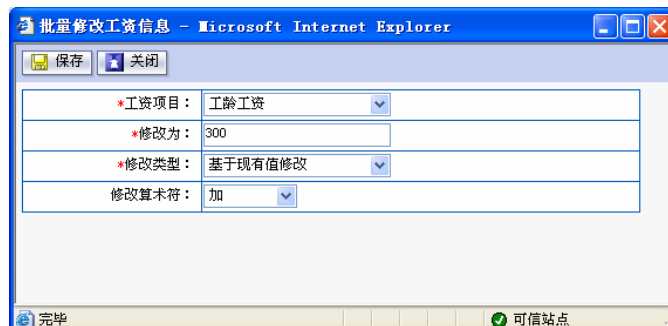 批量修改工资信息 - Microsoft Internet Explorer
保存 关闭
*工资项目： 工龄工资
*修改为： 300
*修改类型： 基于现有值修改
修改算术符： 加
完毕 可信站点